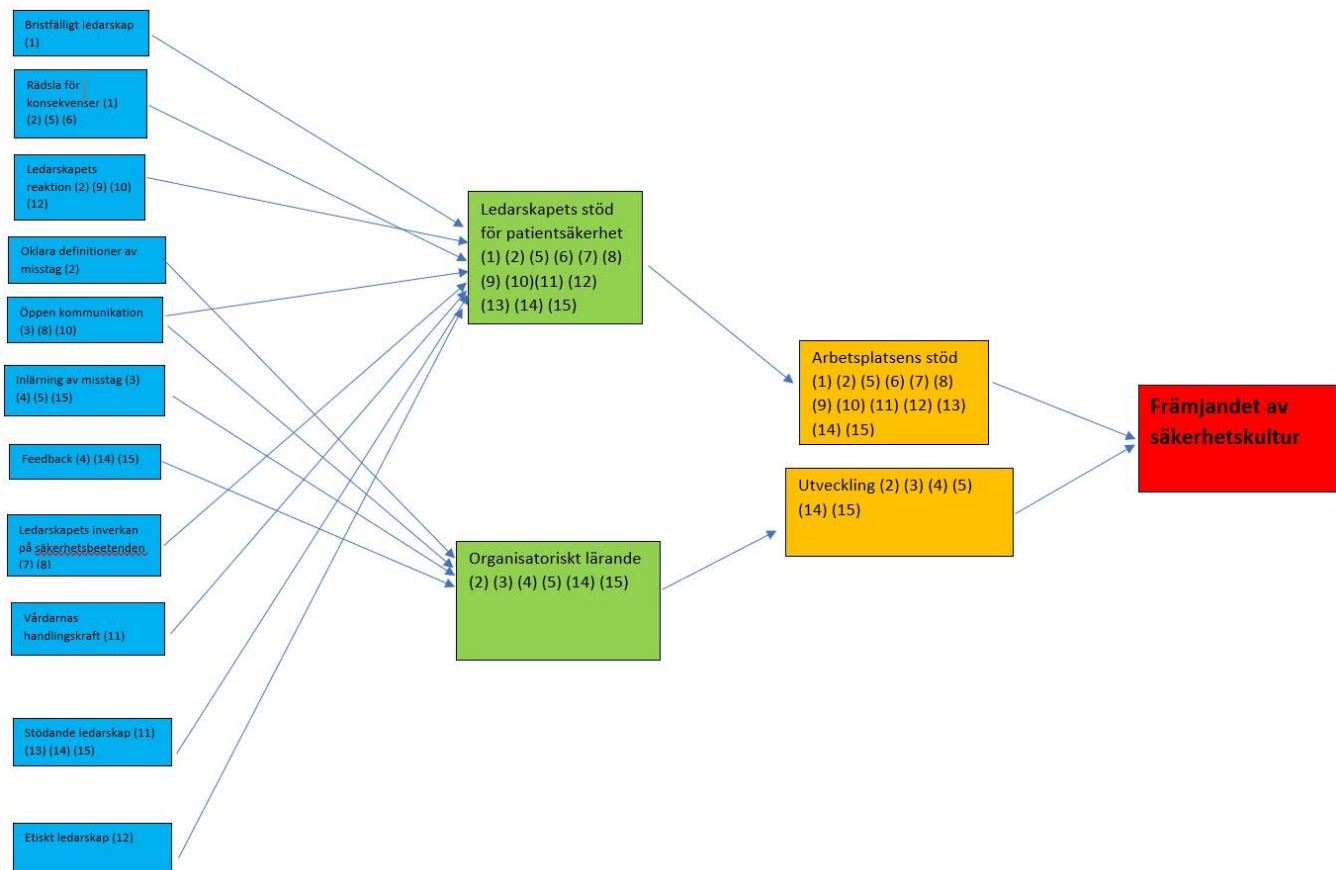 Bristfälligt ledarskap
(1)
Rädsla för
konsekvenser (1)
(2) (5) (6)
Ledarskapets
reaktion (2) (9) (10)
(12)
Oklara definitioner av
misstag (2)
Öppen kommunikation
(3) (8) (10)
Inlärning av misstag (3)
(4) (5) (15)
Feedback (4) (14) (15)
Ledarskapets inverkan
på säkerhetsbeetenden
(7) (8)
Vårdarnas
handlingskraft (11)
Stödande ledarskap (11)
(13) (14) (15)
Etiskt ledarskap (12)
Ledarskapets stöd
för patientsäkerhet
(1) (2) (5) (6) (7) (8)
(9) (10)(11) (12)
(13) (14) (15)
Organisatoriskt lärande
(2) (3) (4) (5) (14) (15)
Arbetsplatsens stöd
(1) (2) (5) (6) (7) (8)
(9) (10) (11) (12) (13)
(14) (15)
Utveckling (2) (3) (4) (5)
(14) (15)
Främjandet av
säkerhetskultur